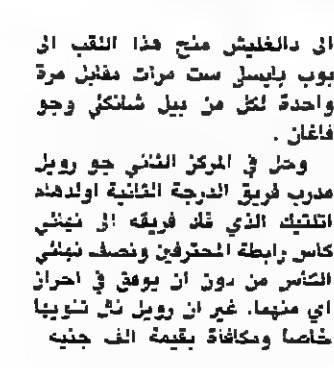 الى دالغليش منح هذا اللقب الى
بوب بايسلي ست مرات مقابل مرة
واحدة لكل من بيل شانكلي وجو
فاغان .
وحل في المركز الثاني جو رويل
مدرب فريق الدرجة الثانية اولدهام
اتلتيك الذي قاد فريقه الى نهائي
كاس رابطة المحترفين ونصف نهائي
الكأس من دون ان يوفق في احراز
اي منهما. غير ان رويل نال تنويها
خاصا ومكافأة بقيمة الف جنيه